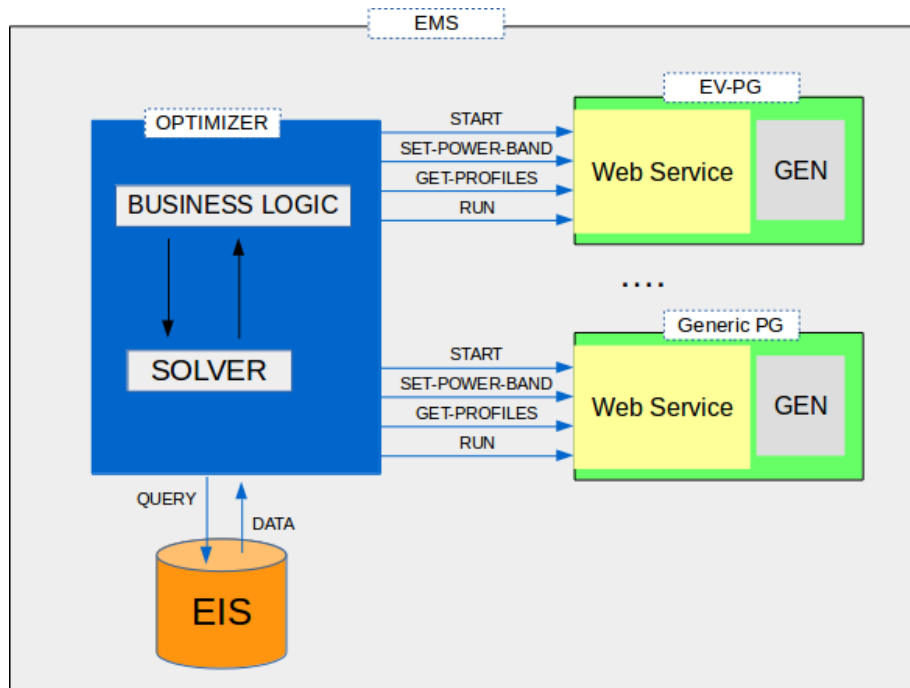 EMS
EV-PG
OPTIMIZER
START
SET-POWER-BAND
GET-PROFILES
RUN
Web Service
GEN
BUSINESS LOGIC
SOLVER
....
Generic PG
START
SET-POWER-BAND
GET-PROFILES
RUN
Web Service
GEN
QUERY
DATA
EIS